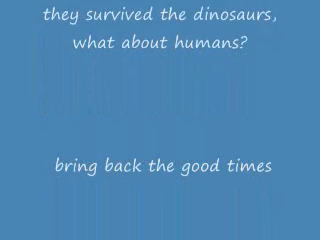 they survived the dinosaurs,
what about humans?
bring back the good times